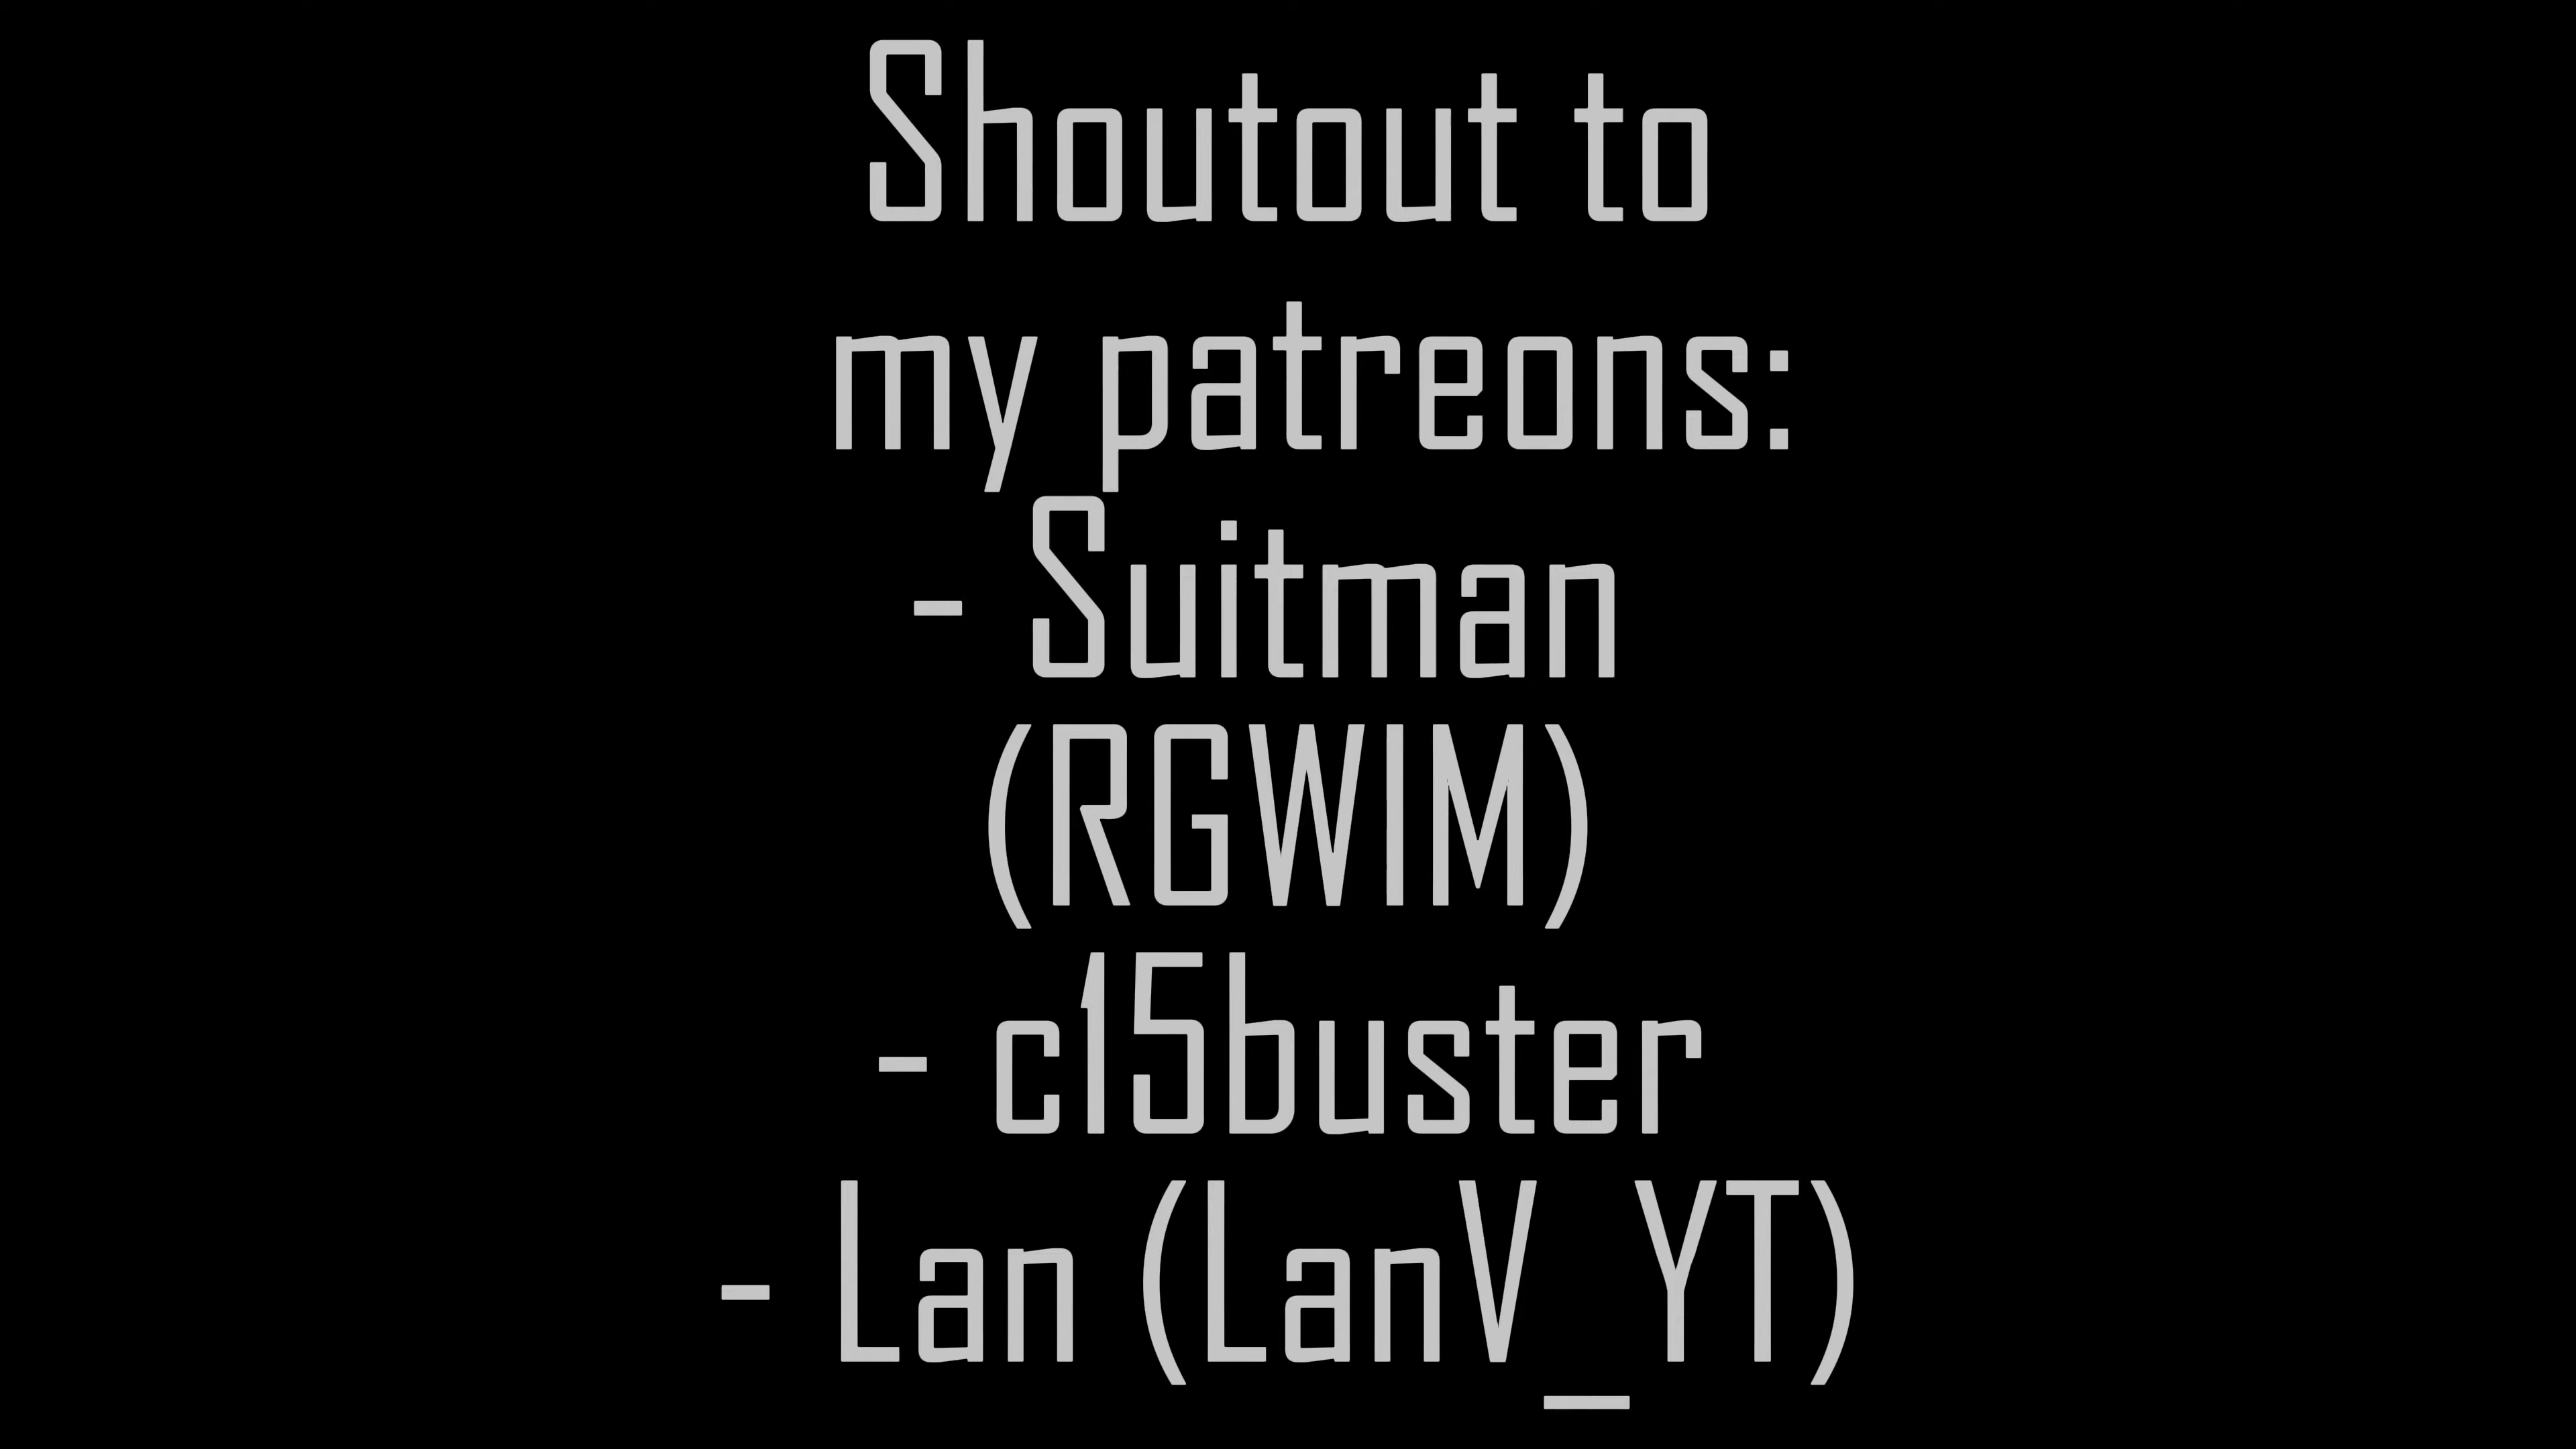 Shoutout to
my patreons:
- Suitman
(RGWIM)
- c15buster
- Lan (LanV_YT)